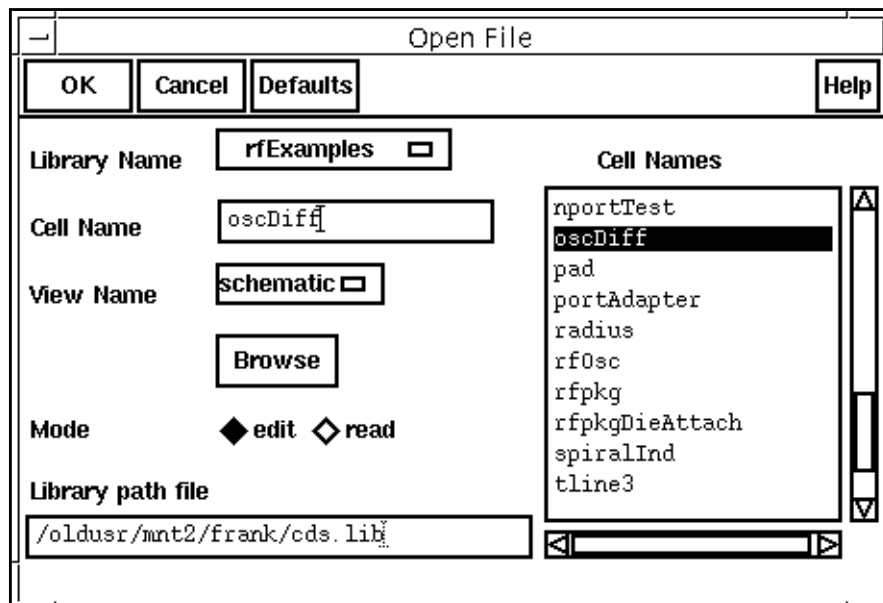 Open File
OK Cancel Defaults Help
Library Name rfExamples
Cell Name oscDiff
View Name schematic
Browse
Mode edit read
Library path file
/oldusr/mnt2/frank/cds.lib
Cell Names
nportTest
oscDiff
pad
portAdapter
radius
rfOsc
rfpkg
rfpkgDieAttach
spiralInd
tline3